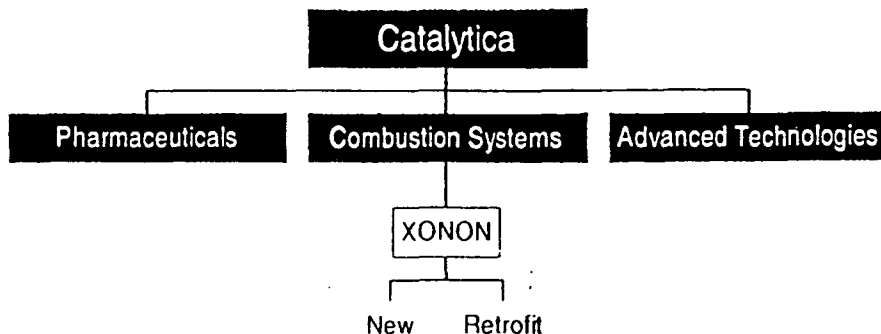 Catalytica
Pharmaceuticals Combustion Systems Advanced Technologies
XONON
New Retrofit